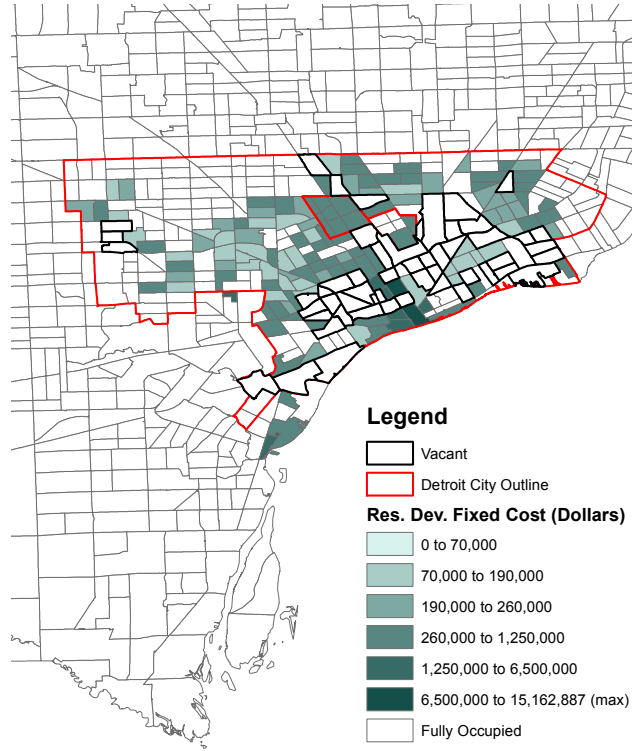 Legend
Vacant
Detroit City Outline
Res. Dev. Fixed Cost (Dollars)
0 to 70,000
70,000 to 190,000
190,000 to 260,000
260,000 to 1,250,000
1,250,000 to 6,500,000
6,500,000 to 15,162,887 (max)
Fully Occupied